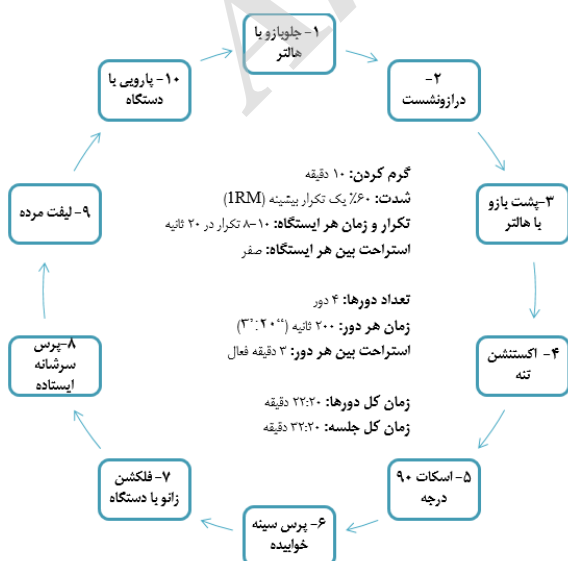 ۱- جلوبازو با
هالتر
۲-
درازونشست
۳-پشت بازو
با هالتر
۴- اکستنشن
تنه
۵- اسکات ۹۰
درجه
۶- پرس سینه
خوابیده
۷- فلکشن
زانو با دستگاه
۸-پرس
سرشانه
ایستاده
۹- لیفت مرده
۱۰- پارویی با
دستگاه
گرم کردن: ۱۰ دقیقه
شدت: ۶۰٪ یک تکرار بیشینه (1RM)
تکرار و زمان هر ایستگاه: ۱۰-۸ تکرار در ۲۰ ثانیه
استراحت بین هر ایستگاه: صفر
تعداد دورها: ۴ دور
زمان هر دور: ۲۰۰ ثانیه (۳':۲۰")
استراحت بین هر دور: ۳ دقیقه فعال
زمان کل دورها: ۲۲:۲۰ دقیقه
زمان کل جلسه: ۳۲:۲۰ دقیقه